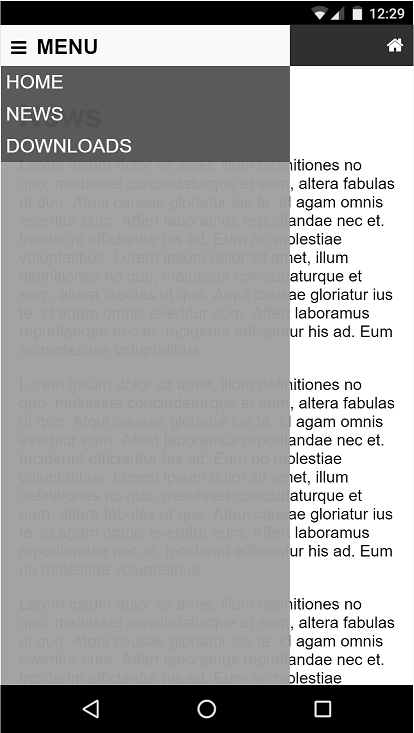 12:29
MENU
HOME
News
NEWS
DOWNLOADS
Lorem ipsum dolor sit amet, illum definitiones no
quo, maluisset concludaturque et eum, altera fabulas
ut quo. Atqui causae gloriatur ius te, id agam omnis
evertitur eum. Affert laboramus repudiandae nec et.
Inciderint efficiantur his ad. Eum no molestiae
voluptatibus. Lorem ipsum dolor sit amet, illum
definitiones no quo, maluisset concludaturque et
eum, altera fabulas ut quo. Atqui causae gloriatur ius
te, id agam omnis evertitur eum. Affert laboramus
repudiandae nec et. Inciderint efficiantur his ad. Eum
no molestiae voluptatibus.
Lorem ipsum dolor sit amet, illum definitiones no
quo, maluisset concludaturque et eum, altera fabulas
ut quo. Atqui causae gloriatur ius te, id agam omnis
evertitur eum. Affert laboramus repudiandae nec et.
Inciderint efficiantur his ad. Eum no molestiae
voluptatibus. Lorem ipsum dolor sit amet, illum
definitiones no quo, maluisset concludaturque et
eum, altera fabulas ut quo. Atqui causae gloriatur ius
te, id agam omnis evertitur eum. Affert laboramus
repudiandae nec et. Inciderint efficiantur his ad. Eum
no molestiae voluptatibus.
Lorem ipsum dolor sit amet, illum definitiones no
quo, maluisset concludaturque et eum, altera fabulas
ut quo. Atqui causae gloriatur ius te, id agam omnis
evertitur eum. Affert laboramus repudiandae nec et.
Inciderint efficiantur his ad. Eum no molestiae